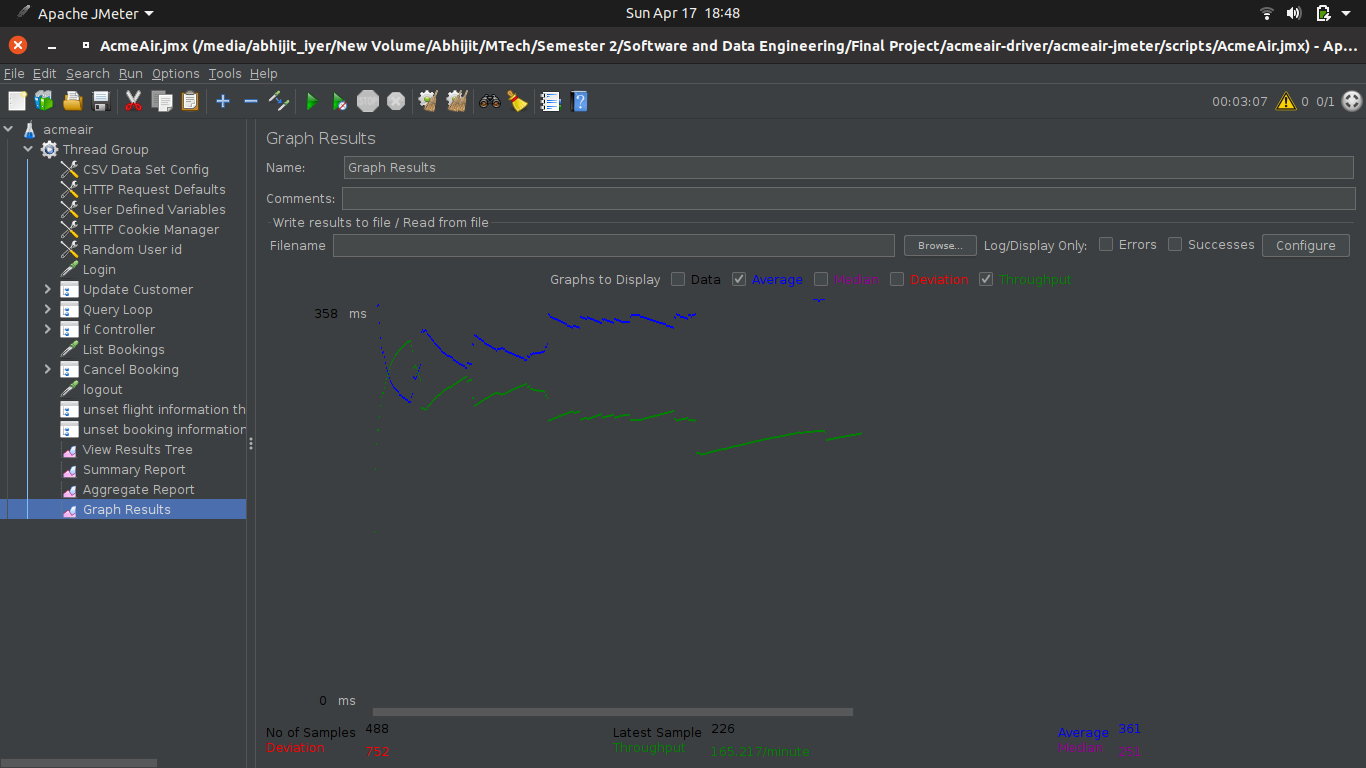 Apache JMeter
Sun Apr 17 18:48
AcmeAir.jmx (/media/abhijit_iyer/New Volume/Abhijit/MTech/Semester 2/Software and Data Engineering/Final Project/acmeair-driver/acmeair-jmeter/scripts/AcmeAir.jmx) - Ap...
File Edit Search Run Options Tools Help
00:03:07 0 0/1
acmeair
Thread Group
CSV Data Set Config
HTTP Request Defaults
User Defined Variables
HTTP Cookie Manager
Random User id
Login
Update Customer
Query Loop
If Controller
List Bookings
Cancel Booking
logout
unset flight information th
unset booking information
View Results Tree
Summary Report
Aggregate Report
Graph Results
Graph Results
Name: Graph Results
Comments:
Write results to file / Read from file
Filename Browse... Log/Display Only: Errors Successes Configure
Graphs to Display Data Average Median Deviation Throughput
358 ms
0 ms
No of Samples 488 Latest Sample 226 Average 361
Deviation 752 Throughput 165.217/minute Median